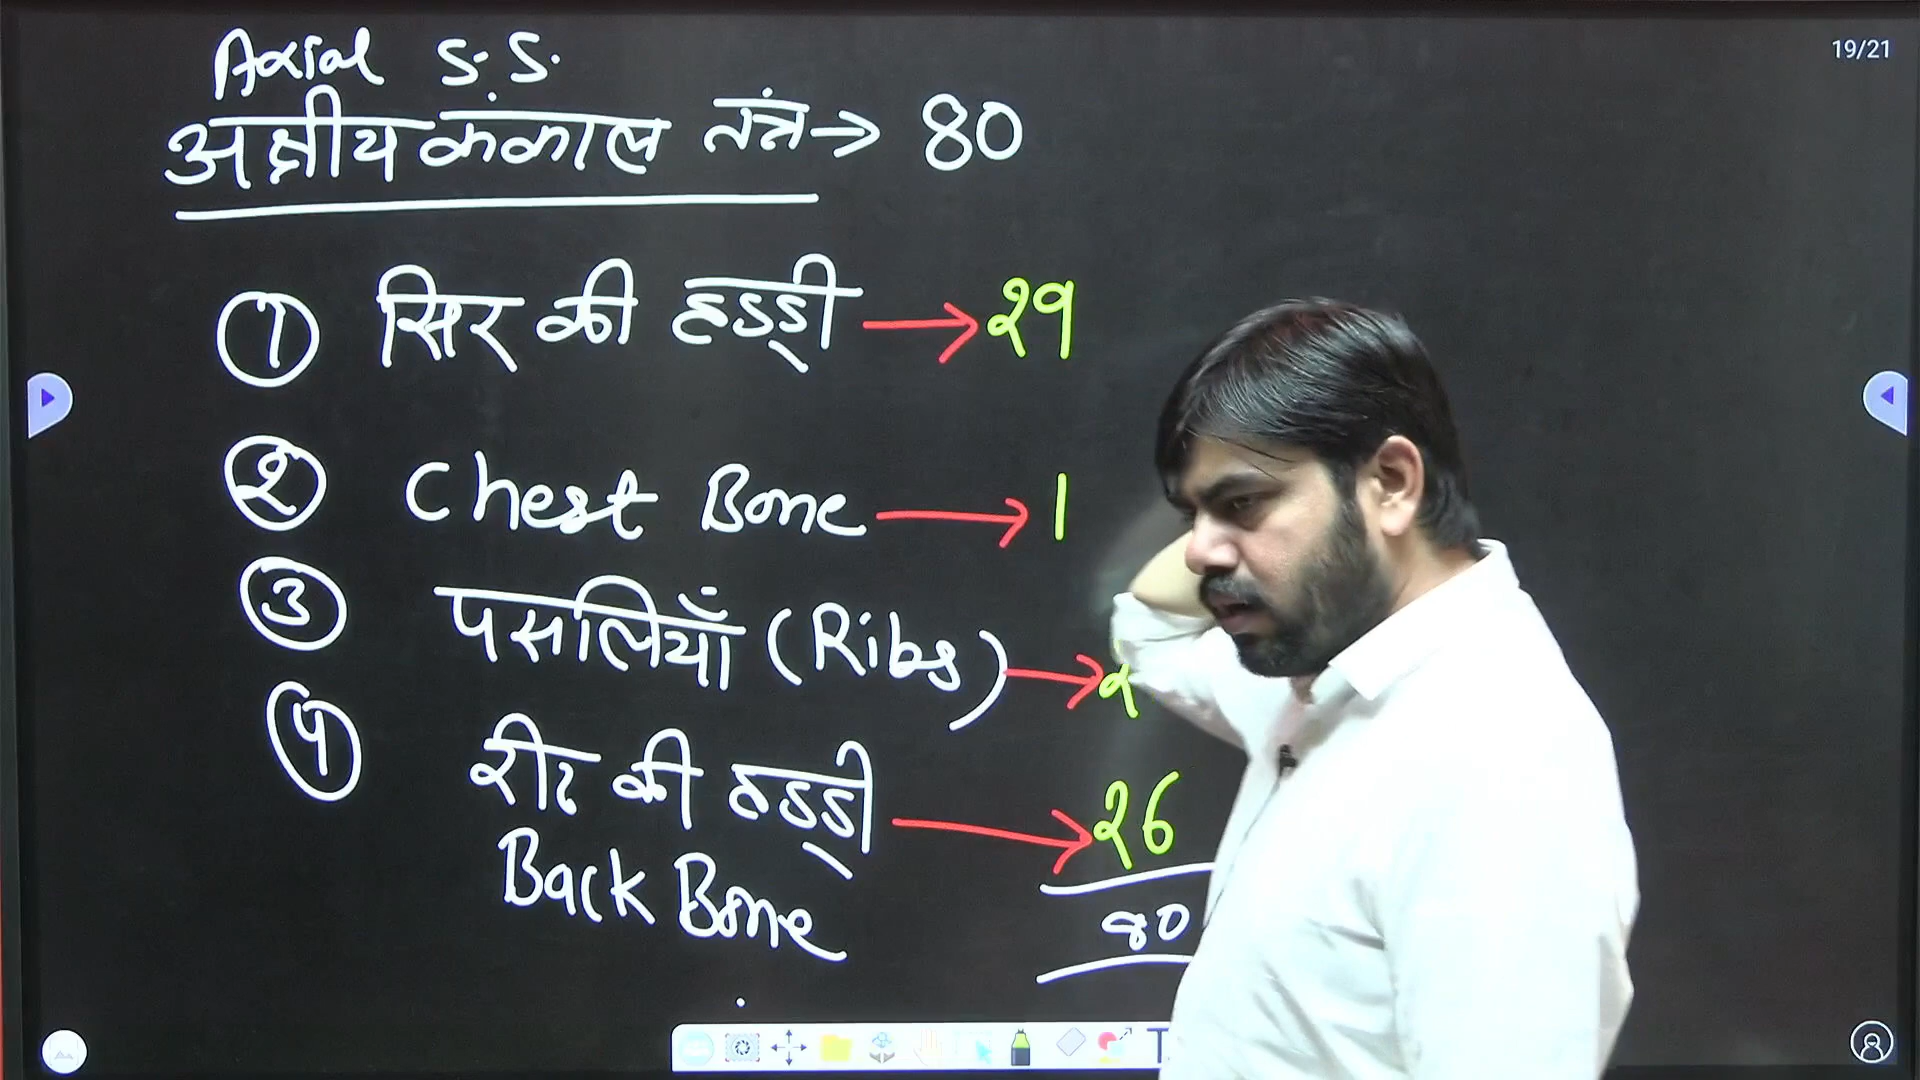 19/21
Axial S.S.
अक्षीय कंकाल तंत्र → 80
① सिर की हड्डी → 29
② Chest Bone → 1
③ पसलियाँ (Ribs) → 2
④ रीढ की हड्डी → 26
Back Bone
80